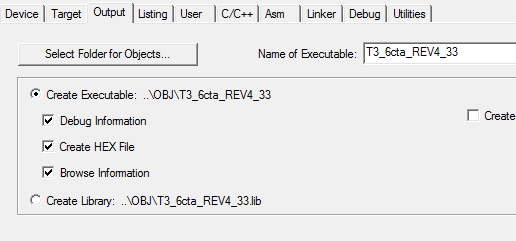 Device Target Output Listing User C/C++ Asm Linker Debug Utilities
Select Folder for Objects... Name of Executable: T3_6cta_REV4_33
Create Executable: ..\OBJ\T3_6cta_REV4_33
Debug Information Create
Create HEX File
Browse Information
Create Library: ..\OBJ\T3_6cta_REV4_33.lib